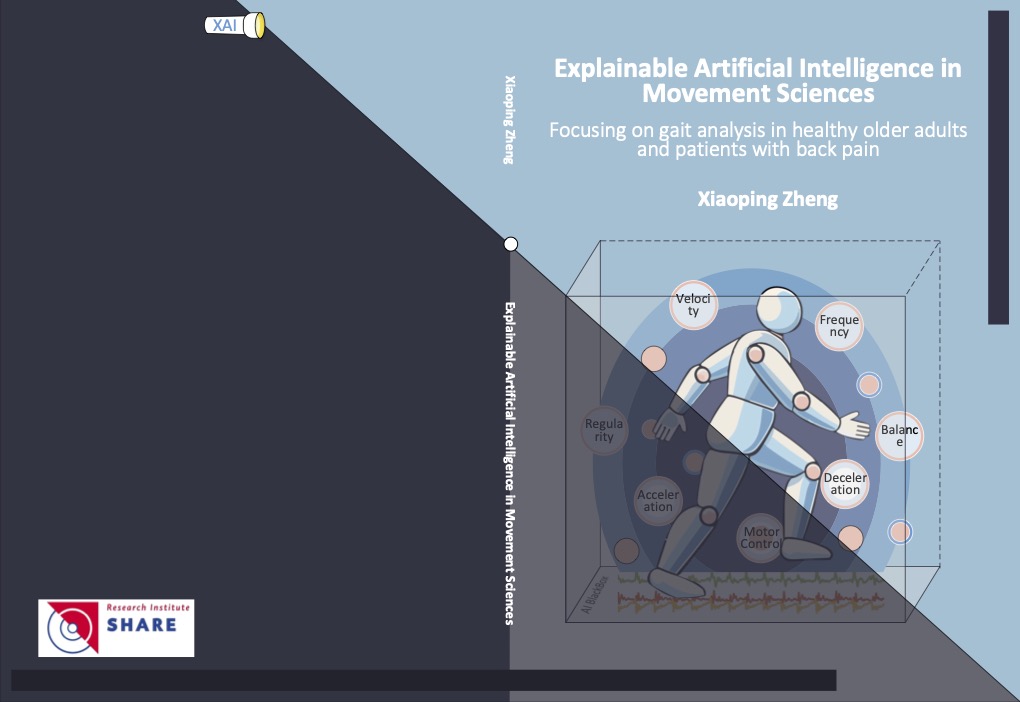 XAI
Research Institute
SHARE
Xiaoping Zheng
Explainable Artificial Intelligence in Movement Sciences
Explainable Artificial Intelligence in
Movement Sciences
Focusing on gait analysis in healthy older adults
and patients with back pain
Xiaoping Zheng
Veloci
ty
Freque
ncy
Regula
rity
Balanc
e
Deceler
ation
Acceler
ation
Motor
Control
AI BlackBox